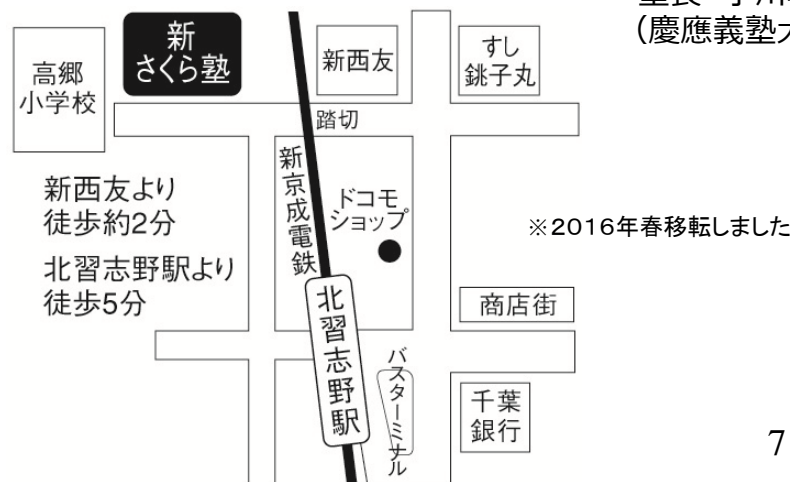 新
さくら塾
高郷
小学校
新西友
すし
銚子丸
踏切
新京成電鉄
ドコモ
ショップ
新西友より
徒歩約2分
北習志野駅より
徒歩5分
※2016年春移転しました
商店街
北習志野駅
バスターミナル
千葉
銀行
(慶應義塾大
7